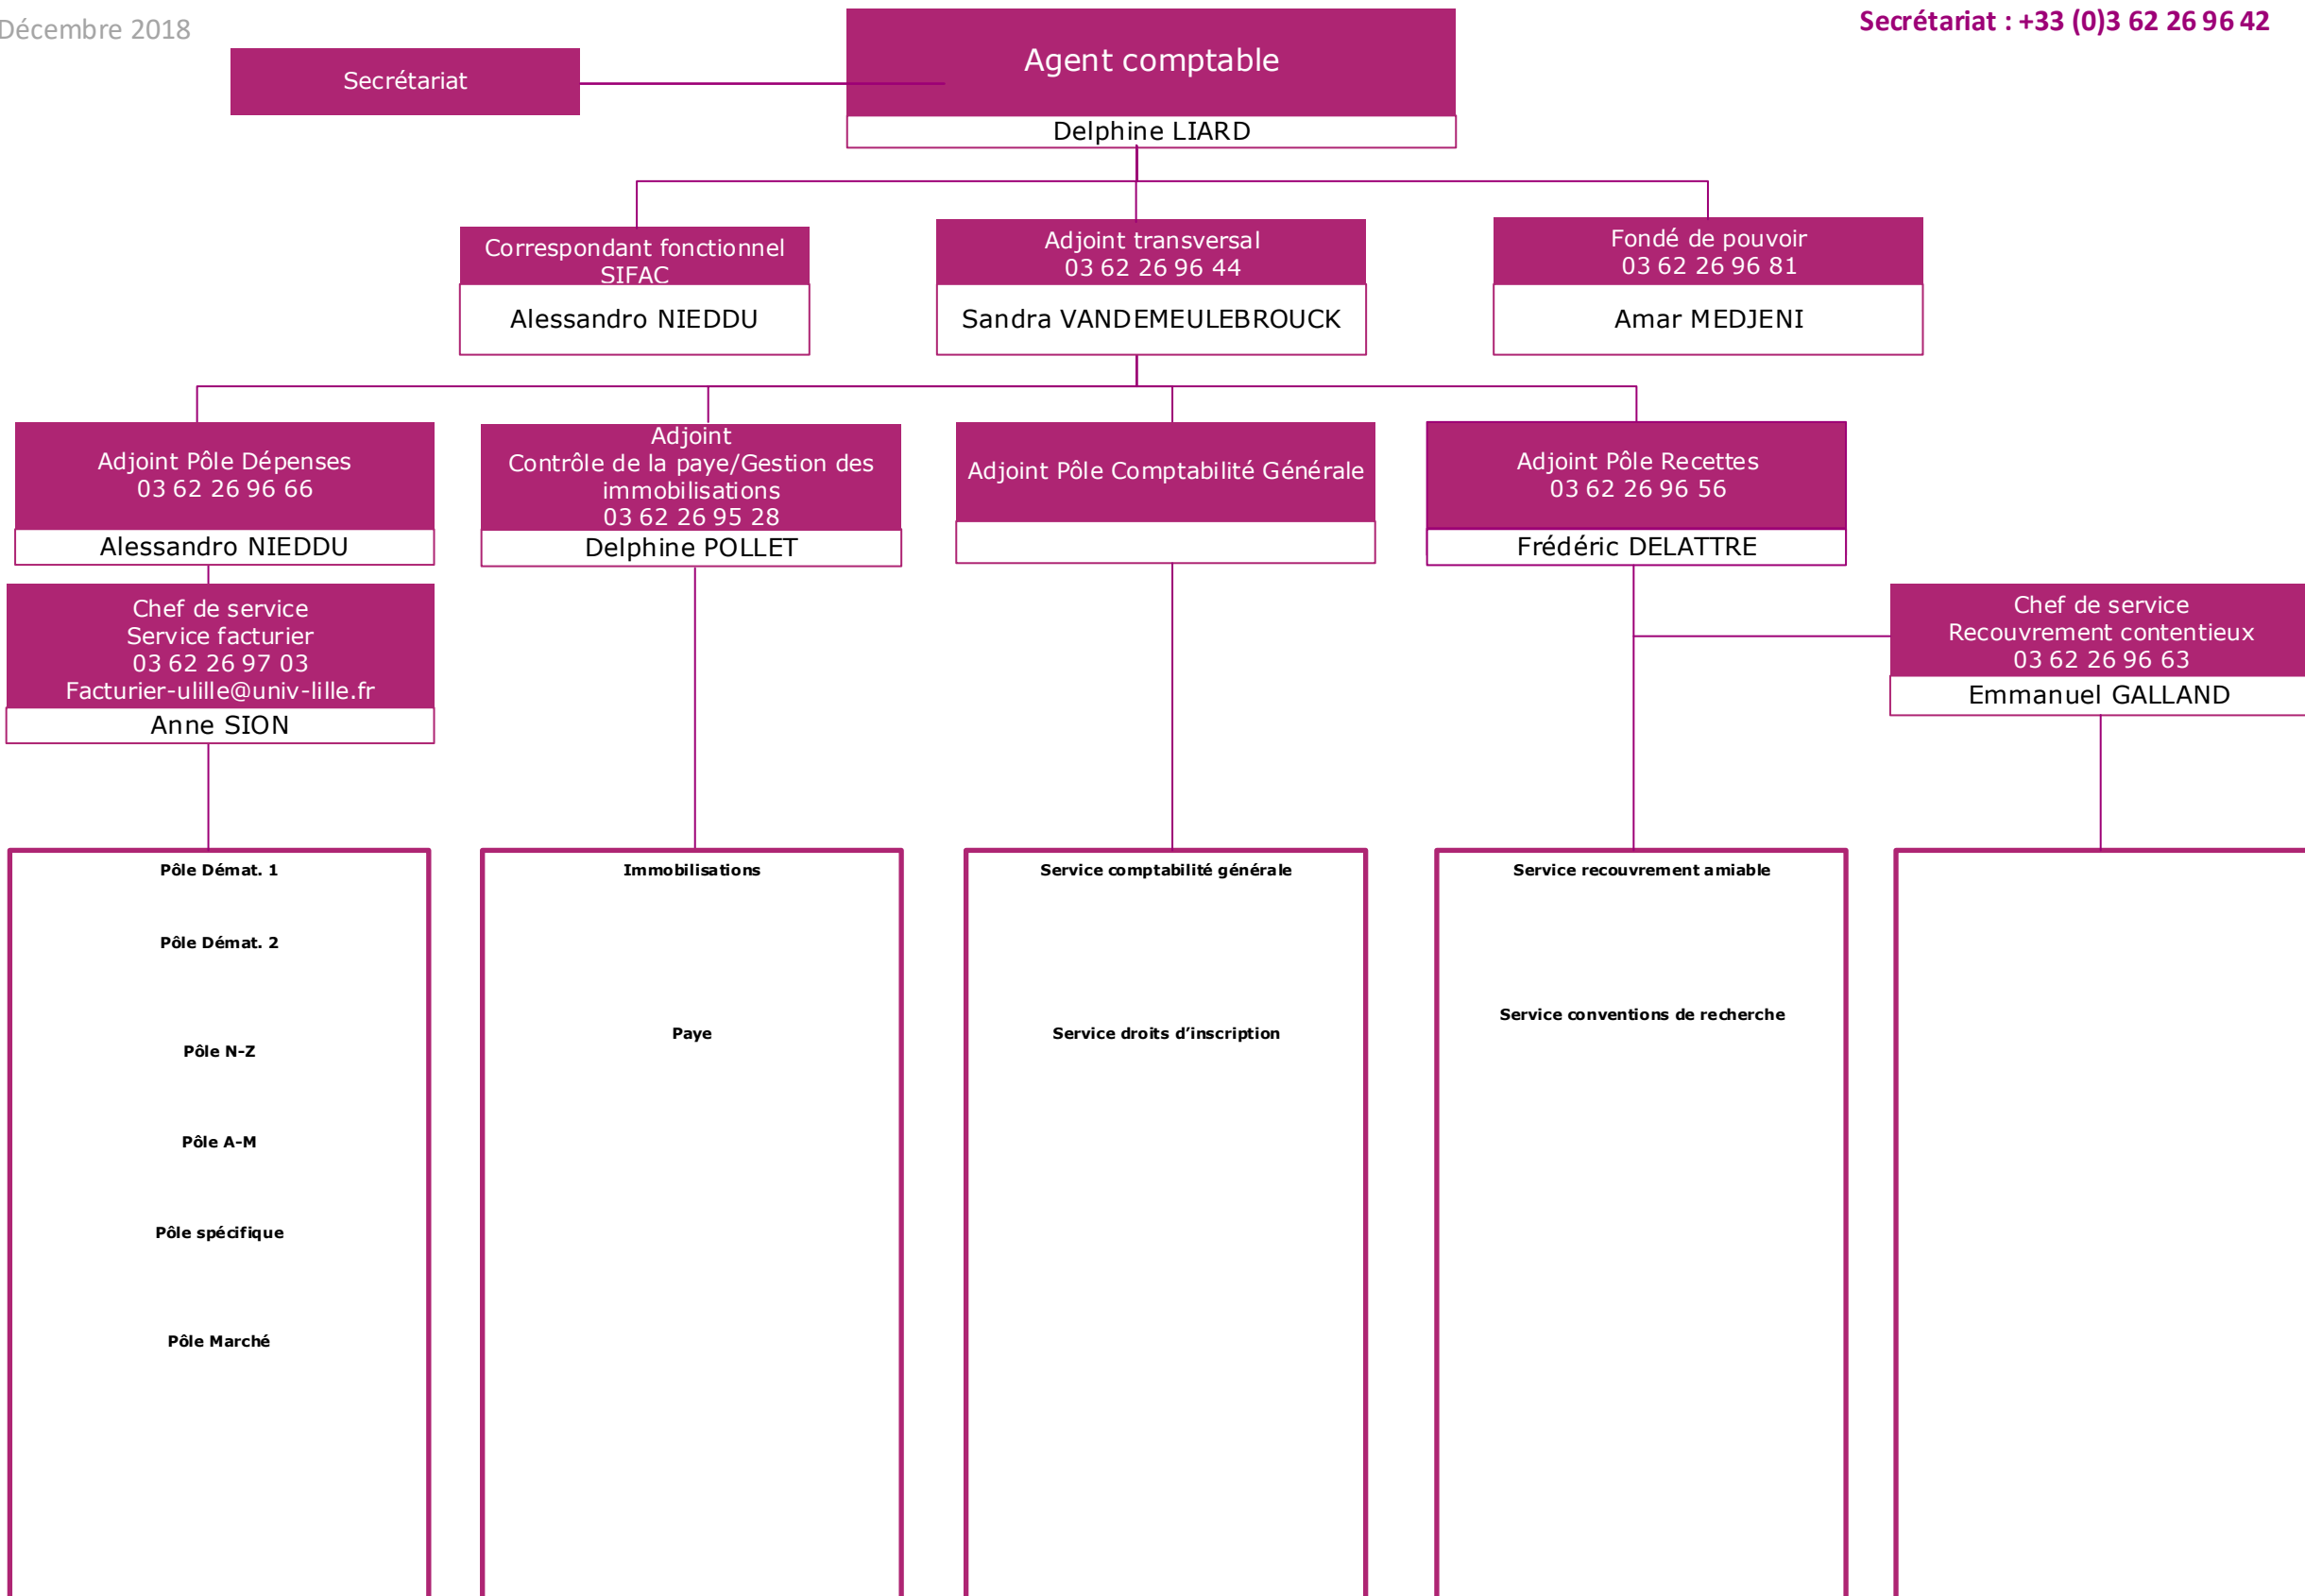 Décembre 2018
Secrétariat : +33 (0)3 62 26 96 42
Secrétariat
Agent comptable
Delphine LIARD
Correspondant fonctionnel
SIFAC
Alessandro NIEDDU
Adjoint transversal
03 62 26 96 44
Sandra VANDEMEULEBROUCK
Fondé de pouvoir
03 62 26 96 81
Amar MEDJENI
Adjoint Pôle Dépenses
03 62 26 96 66
Alessandro NIEDDU
Adjoint
Contrôle de la paye/Gestion des
immobilisations
03 62 26 95 28
Delphine POLLET
Adjoint Pôle Comptabilité Générale
Adjoint Pôle Recettes
03 62 26 96 56
Frédéric DELATTRE
Chef de service
Service facturier
03 62 26 97 03
Facturier-ulille@univ-lille.fr
Anne SION
Chef de service
Recouvrement contentieux
03 62 26 96 63
Emmanuel GALLAND
Pôle Démat. 1
Pôle Démat. 2
Pôle N-Z
Pôle A-M
Pôle spécifique
Pôle Marché
Immobilisations
Paye
Service comptabilité générale
Service droits d’inscription
Service recouvrement amiable
Service conventions de recherche